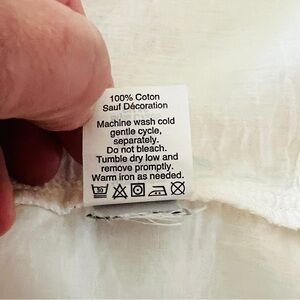 100% Coton
Sauf Décoration
Machine wash cold
gentle cycle,
separately.
Do not bleach.
Tumble dry low and
remove promptly.
Warm iron as needed.